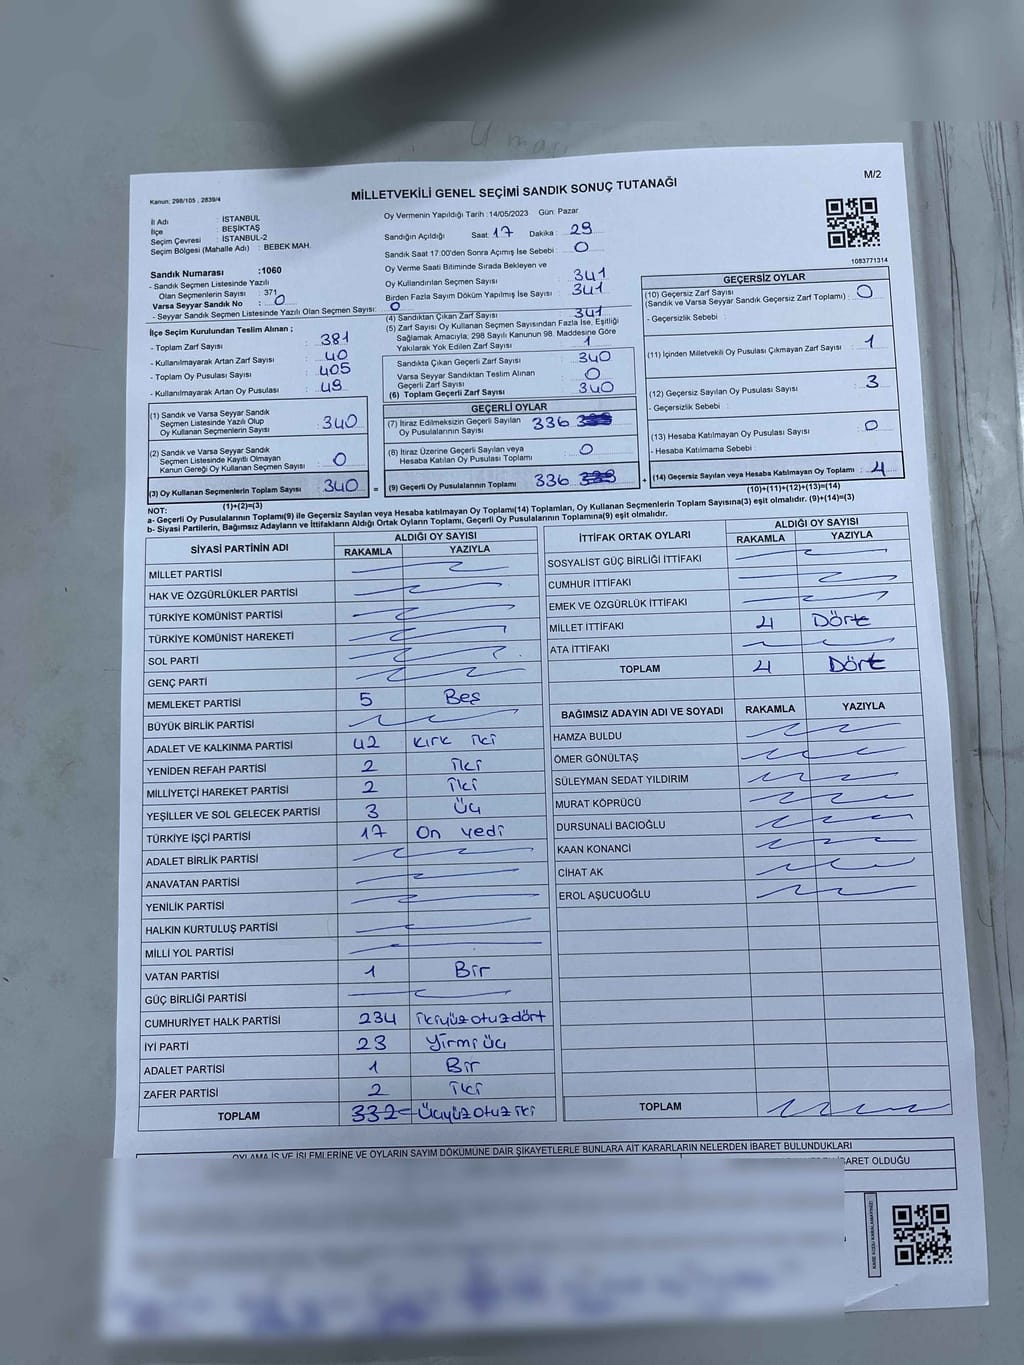 M/2
MİLLETVEKİLİ GENEL SEÇİMİ SANDIK SONUÇ TUTANAĞI
Kanun: 298/105 , 2839/4
İl Adı : İSTANBUL
İlçe : BEŞİKTAŞ
Seçim Çevresi : İSTANBUL-2
Seçim Bölgesi (Mahalle Adı) : BEBEK MAH.
Sandık Numarası :1060
- Sandık Seçmen Listesinde Yazılı
Olan Seçmenlerin Sayısı : 371
Varsa Seyyar Sandık No : 0
- Seyyar Sandık Seçmen Listesinde Yazılı Olan Seçmen Sayısı: 0
Oy Vermenin Yapıldığı Tarih :14/05/2023 Gün: Pazar
Sandığın Açıldığı Saat: 17 Dakika : 29
Sandık Saat 17.00'den Sonra Açımış İse Sebebi : 0
Oy Verme Saati Bitiminde Sırada Bekleyen ve
Oy Kullandırılan Seçmen Sayısı : 341
Birden Fazla Sayım Döküm Yapılmış İse Sayısı : 341
1083771314
İlçe Seçim Kurulundan Teslim Alınan ;
- Toplam Zarf Sayısı : 381
- Kullanılmayarak Artan Zarf Sayısı : 40
- Toplam Oy Pusulası Sayısı : 405
- Kullanılmayarak Artan Oy Pusulası : 49
(4) Sandıktan Çıkan Zarf Sayısı : 341
(5) Zarf Sayısı Oy Kullanan Seçmen Sayısından Fazla İse, Eşitliği
Sağlamak Amacıyla, 298 Sayılı Kanunun 98. Maddesine Göre
Yakılarak Yok Edilen Zarf Sayısı : 1
Sandıkta Çıkan Geçerli Zarf Sayısı : 340
Varsa Seyyar Sandıktan Teslim Alınan
Geçerli Zarf Sayısı : 0
(6) Toplam Geçerli Zarf Sayısı : 340
GEÇERSİZ OYLAR
(10) Geçersiz Zarf Sayısı
(Sandık ve Varsa Seyyar Sandık Geçersiz Zarf Toplamı) : 0
- Geçersizlik Sebebi :
(11) İçinden Milletvekili Oy Pusulası Çıkmayan Zarf Sayısı : 1
(12) Geçersiz Sayılan Oy Pusulası Sayısı : 3
- Geçersizlik Sebebi :
(13) Hesaba Katılmayan Oy Pusulası Sayısı : 0
- Hesaba Katılmama Sebebi :
(14) Geçersiz Sayılan veya Hesaba Katılmayan Oy Toplamı : 4
(10)+(11)+(12)+(13)=(14)
(1) Sandık ve Varsa Seyyar Sandık
Seçmen Listesinde Yazılı Olup
Oy Kullanan Seçmenlerin Sayısı : 340
(2) Sandık ve Varsa Seyyar Sandık
Seçmen Listesinde Kayıtlı Olmayan
Kanun Gereği Oy Kullanan Seçmen Sayısı : 0
(3) Oy Kullanan Seçmenlerin Toplam Sayısı : 340 =
(1)+(2)=(3)
GEÇERLİ OYLAR
(7) İtiraz Edilmeksizin Geçerli Sayılan
Oy Pusulalarının Sayısı : 336
(8) İtiraz Üzerine Geçerli Sayılan veya
Hesaba Katılan Oy Pusulası Toplamı : 0
(9) Geçerli Oy Pusulalarının Toplamı : 336 +
NOT:
a- Geçerli Oy Pusulalarının Toplamı(9) ile Geçersiz Sayılan veya Hesaba katılmayan Oy Toplamı(14) Toplamları, Oy Kullanan Seçmenlerin Toplam Sayısına(3) eşit olmalıdır. (9)+(14)=(3)
b- Siyasi Partilerin, Bağımsız Adayların ve İttifakların Aldığı Ortak Oyların Toplamı, Geçerli Oy Pusulalarının Toplamına(9) eşit olmalıdır.
SİYASİ PARTİNİN ADI ALDIĞI OY SAYISI
RAKAMLA YAZIYLA
MİLLET PARTİSİ
HAK VE ÖZGÜRLÜKLER PARTİSİ
TÜRKİYE KOMÜNİST PARTİSİ
TÜRKİYE KOMÜNİST HAREKETİ
SOL PARTİ
GENÇ PARTİ
MEMLEKET PARTİSİ 5 Beş
BÜYÜK BİRLİK PARTİSİ
ADALET VE KALKINMA PARTİSİ 42 Kırk iki
YENİDEN REFAH PARTİSİ 2 İki
MİLLİYETÇİ HAREKET PARTİSİ 2 İki
YEŞİLLER VE SOL GELECEK PARTİSİ 3 Üç
TÜRKİYE İŞÇİ PARTİSİ 17 On yedi
ADALET BİRLİK PARTİSİ
ANAVATAN PARTİSİ
YENİLİK PARTİSİ
HALKIN KURTULUŞ PARTİSİ
MİLLİ YOL PARTİSİ
VATAN PARTİSİ 1 Bir
GÜÇ BİRLİĞİ PARTİSİ
CUMHURİYET HALK PARTİSİ 234 ikiyüz otuz dört
İYİ PARTİ 23 Yirmi üç
ADALET PARTİSİ 1 Bir
ZAFER PARTİSİ 2 iki
TOPLAM 332 Üçyüz otuz iki
İTTİFAK ORTAK OYLARI ALDIĞI OY SAYISI
RAKAMLA YAZIYLA
SOSYALİST GÜÇ BİRLİĞİ İTTİFAKI
CUMHUR İTTİFAKI
EMEK VE ÖZGÜRLÜK İTTİFAKI
MİLLET İTTİFAKI 4 Dört
ATA İTTİFAKI
TOPLAM 4 Dört
BAĞIMSIZ ADAYIN ADI VE SOYADI RAKAMLA YAZIYLA
HAMZA BULDU
ÖMER GÖNÜLTAŞ
SÜLEYMAN SEDAT YILDIRIM
MURAT KÖPRÜCÜ
DURSUNALİ BACIOĞLU
KAAN KONANCİ
CİHAT AK
EROL AŞUCUOĞLU
TOPLAM
OYLAMA İŞ VE İŞLEMLERİNE VE OYLARIN SAYIM DÖKÜMÜNE DAİR ŞİKAYETLERLE BUNLARA AİT KARARLARIN NELERDEN İBARET BULUNDUKLARI
İBARET OLDUĞU